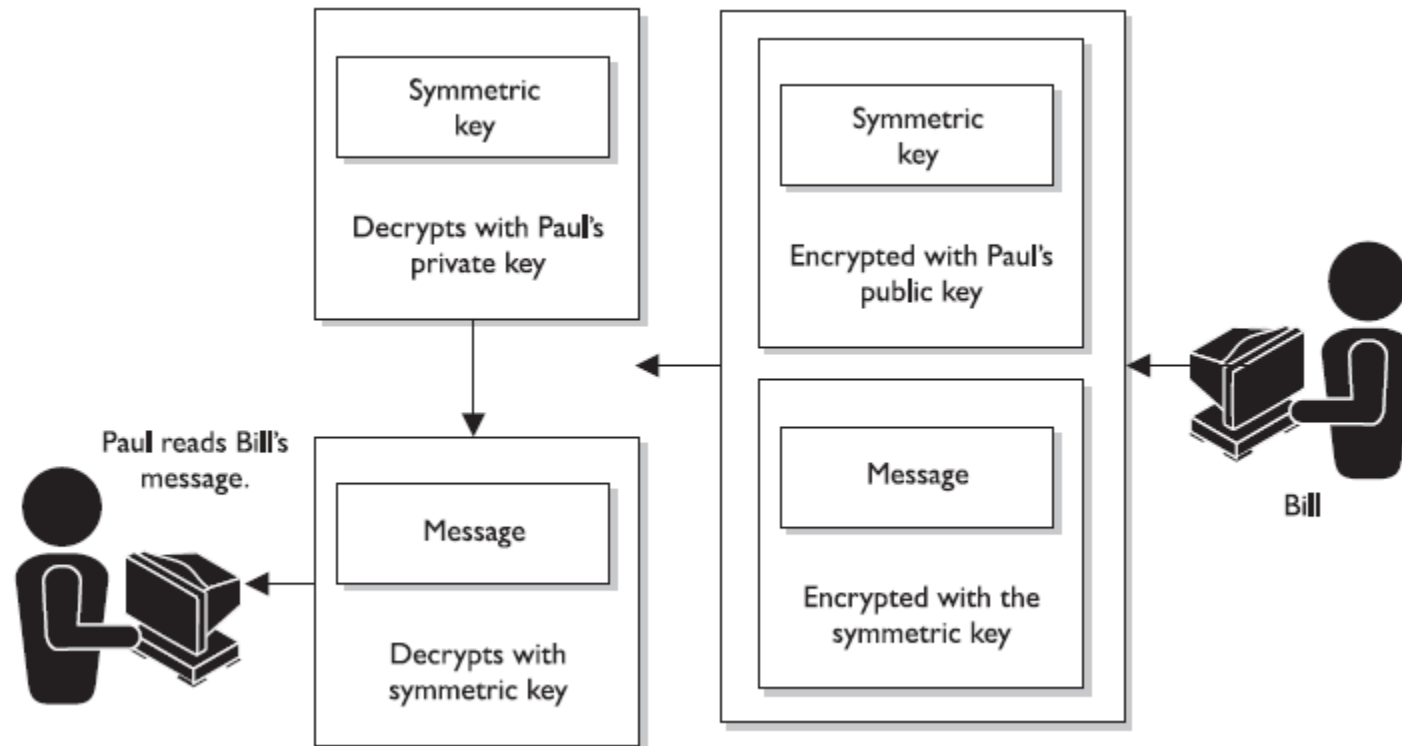 Symmetric
key
Decrypts with Paul's
private key
Symmetric
key
Encrypted with Paul's
public key
Paul reads Bill's
message.
Message
Decrypts with
symmetric key
Message
Encrypted with the
symmetric key
Bill